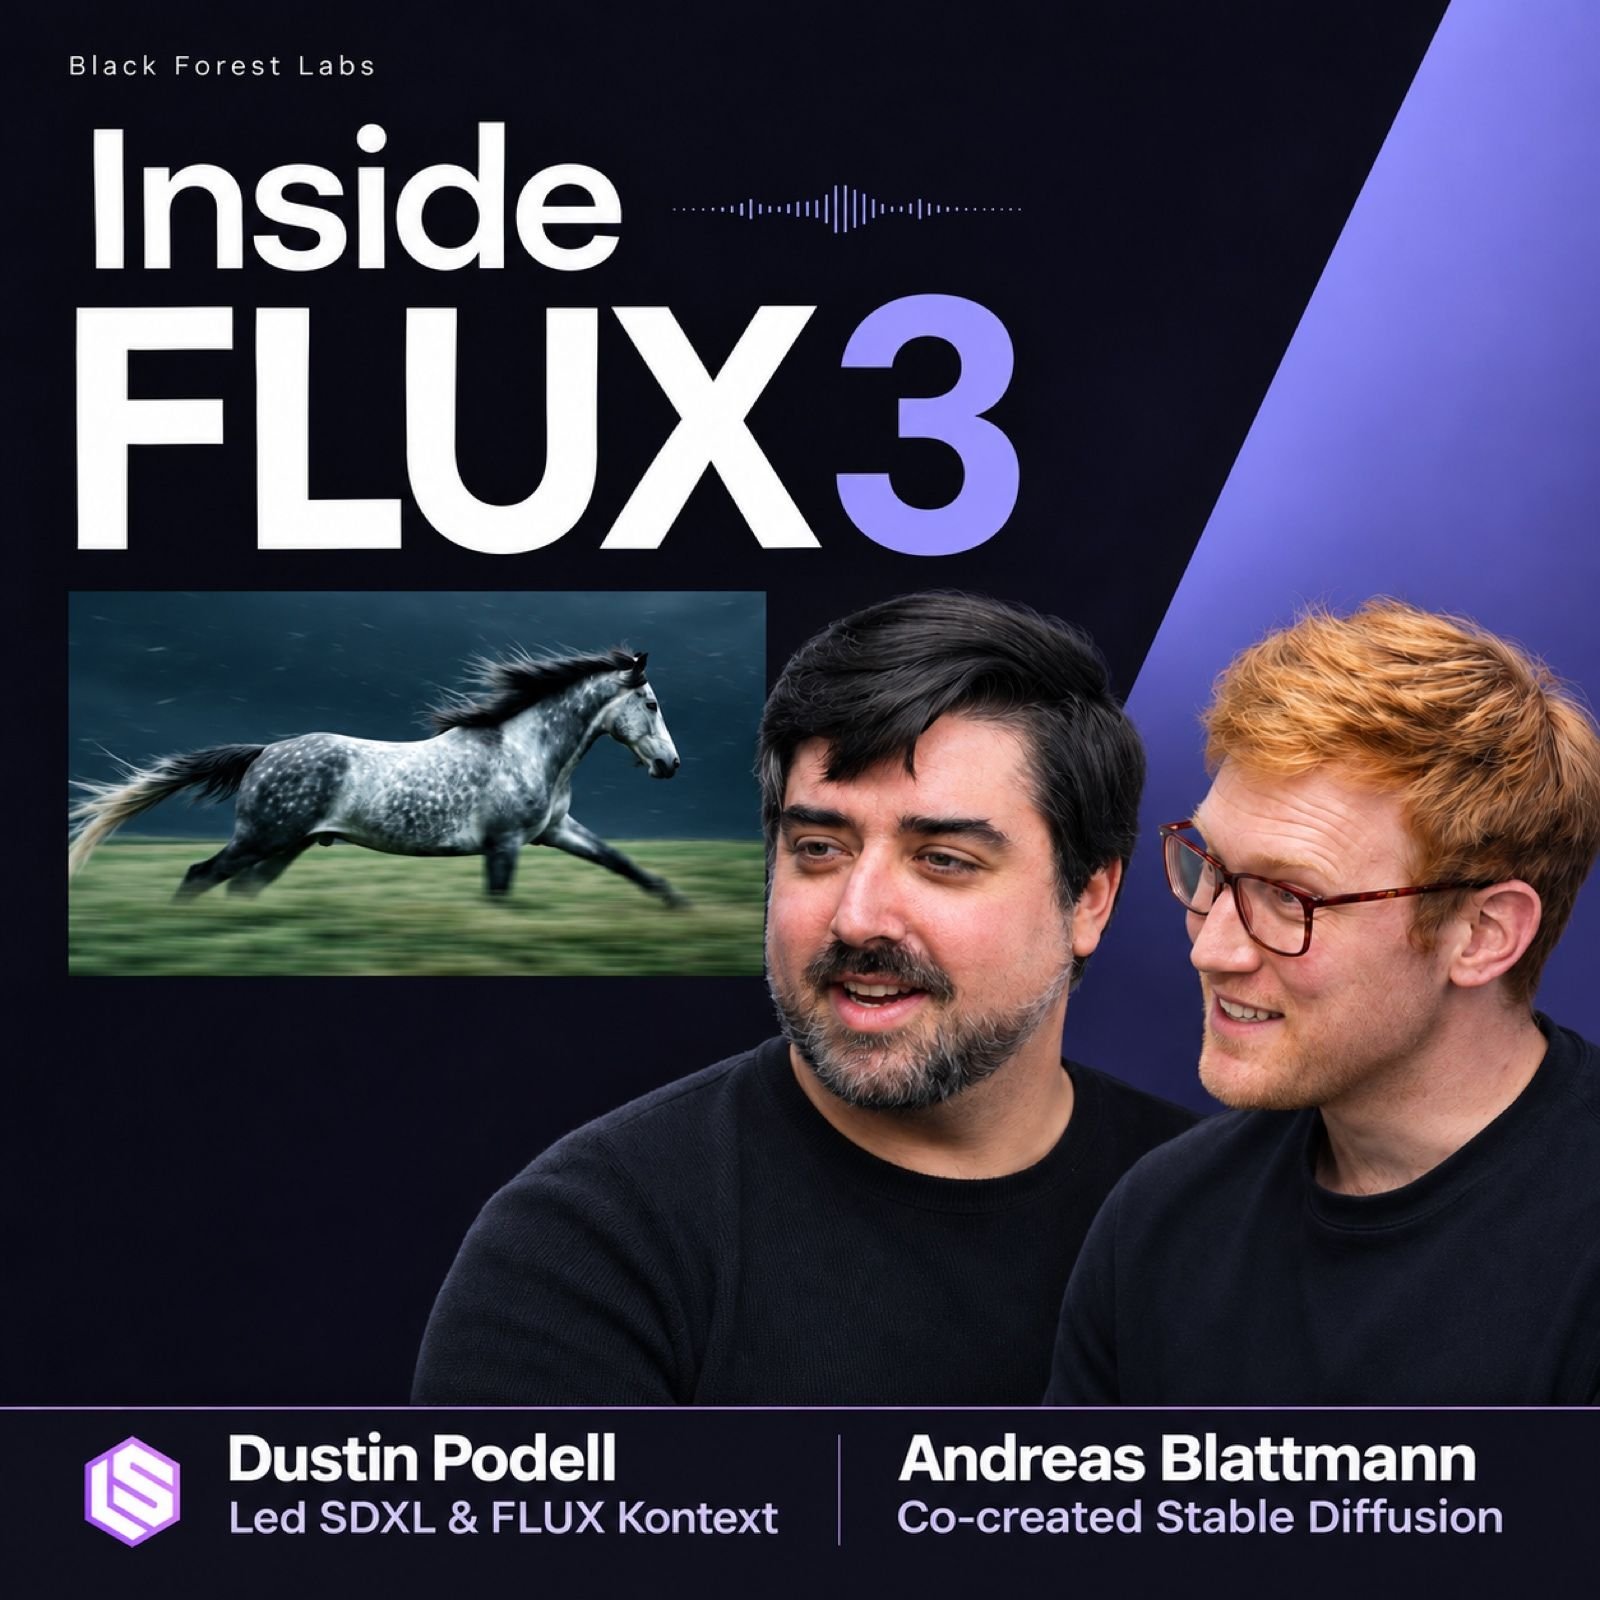 Black Forest Labs
Inside
FLUX3
Dustin Podell
Led SDXL & FLUX Kontext
Andreas Blattmann
Co-created Stable Diffusion